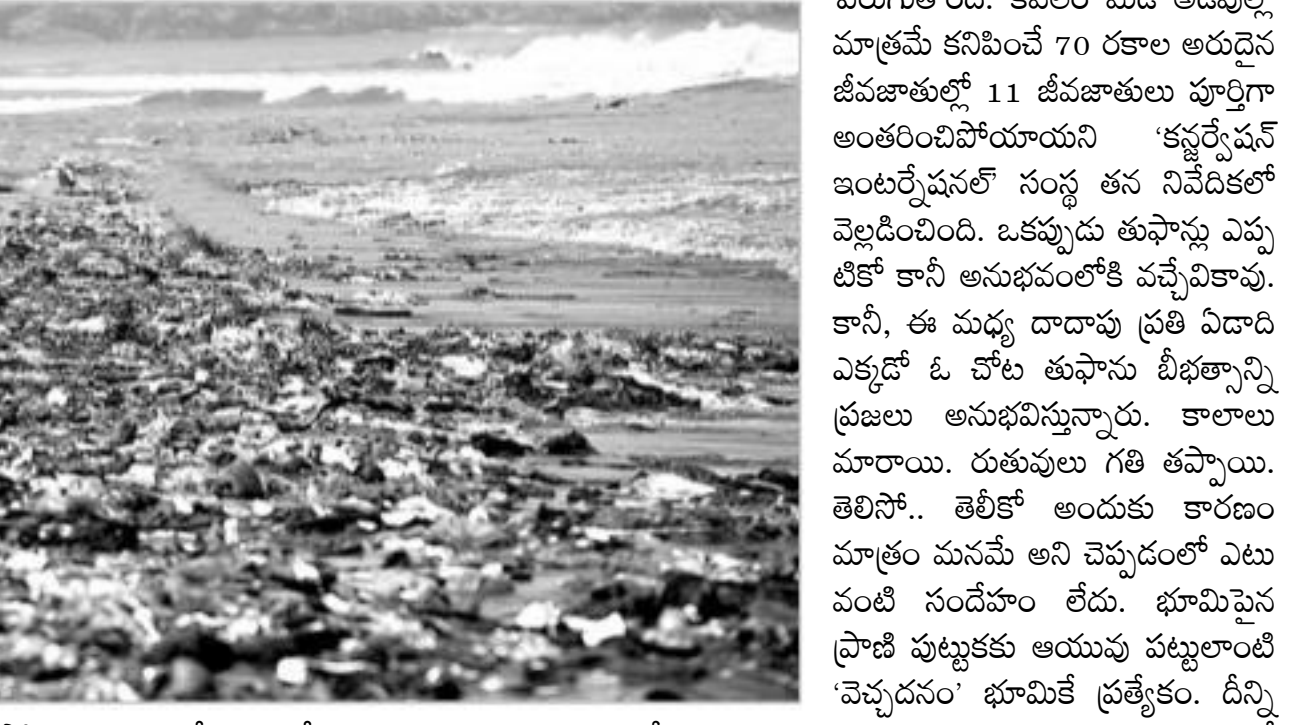 మాత్రమే కనిపించే 70 రకాల అరుదైన
జీవజాతుల్లో 11 జీవజాతులు పూర్తిగా
అంతరించిపోయాయని ‘కన్జర్వేషన్
ఇంటర్నేషనల్’ సంస్థ తన నివేదికలో
వెల్లడించింది. ఒకప్పుడు తుఫాన్లు ఎప్ప
టికో కానీ అనుభవంలోకి వచ్చేవికావు.
కానీ, ఈ మధ్య దాదాపు ప్రతి ఏడాది
ఎక్కడో ఓ చోట తుఫాను బీభత్సాన్ని
ప్రజలు అనుభవిస్తున్నారు. కాలాలు
మారాయి. రుతువులు గతి తప్పాయి.
తెలిసో.. తెలీకో అందుకు కారణం
మాత్రం మనమే అని చెప్పడంలో ఎటు
వంటి సందేహం లేదు. భూమిపైన
ప్రాణి పుట్టుకకు ఆయువు పట్టులాంటి
‘వెచ్చదనం’ భూమికే ప్రత్యేకం. దీన్ని